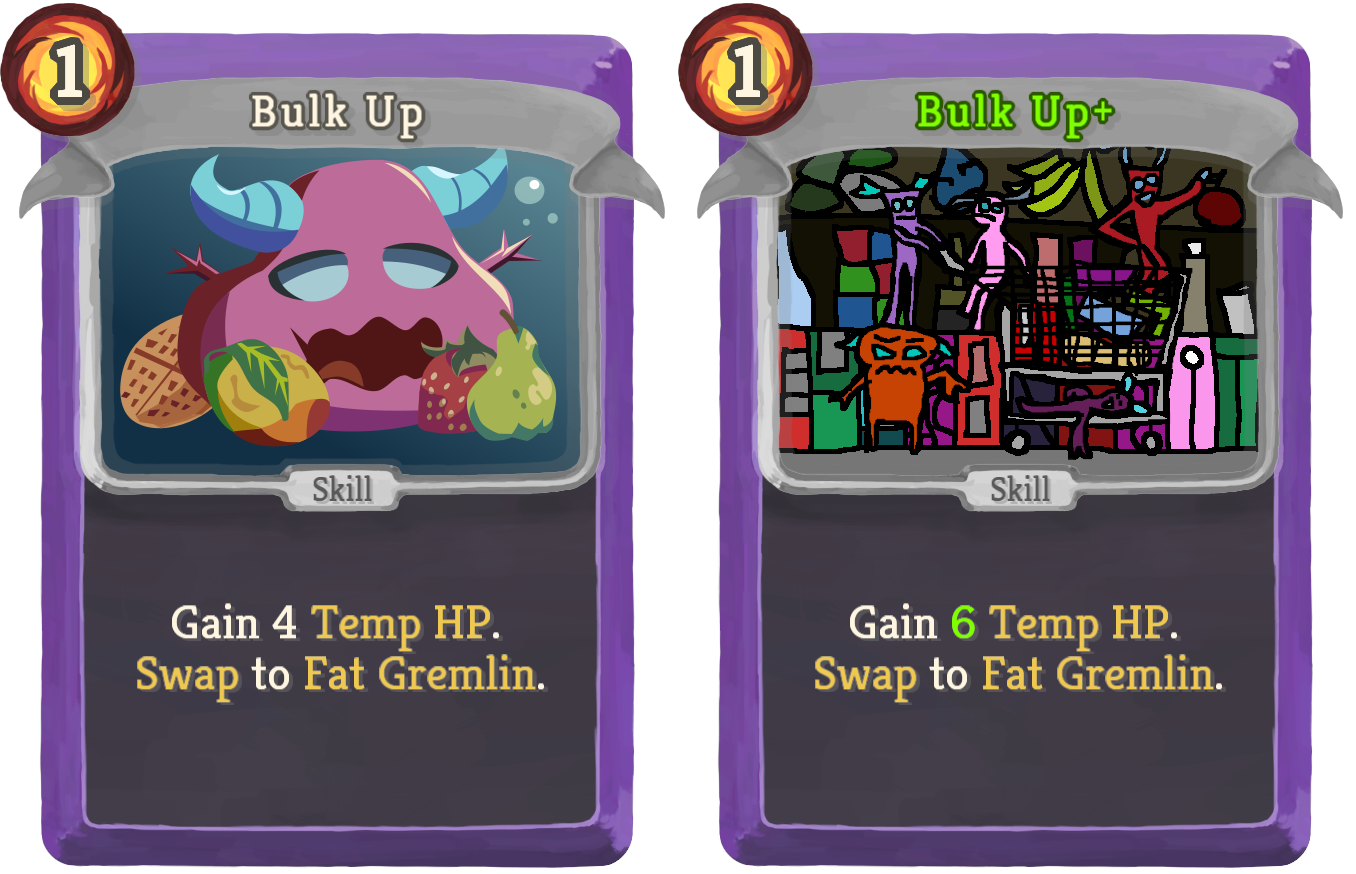 1
Bulk Up
Skill
Gain 4 Temp HP.
Swap to Fat Gremlin.
1
Bulk Up+
Skill
Gain 6 Temp HP.
Swap to Fat Gremlin.